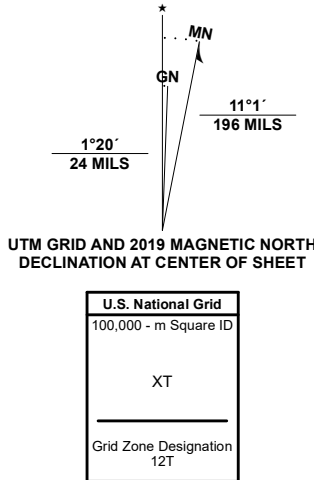 ★
MN
GN
1°20´
24 MILS
11°1´
196 MILS
UTM GRID AND 2019 MAGNETIC NORTH
DECLINATION AT CENTER OF SHEET
U.S. National Grid
100,000 - m Square ID
XT
Grid Zone Designation
12T